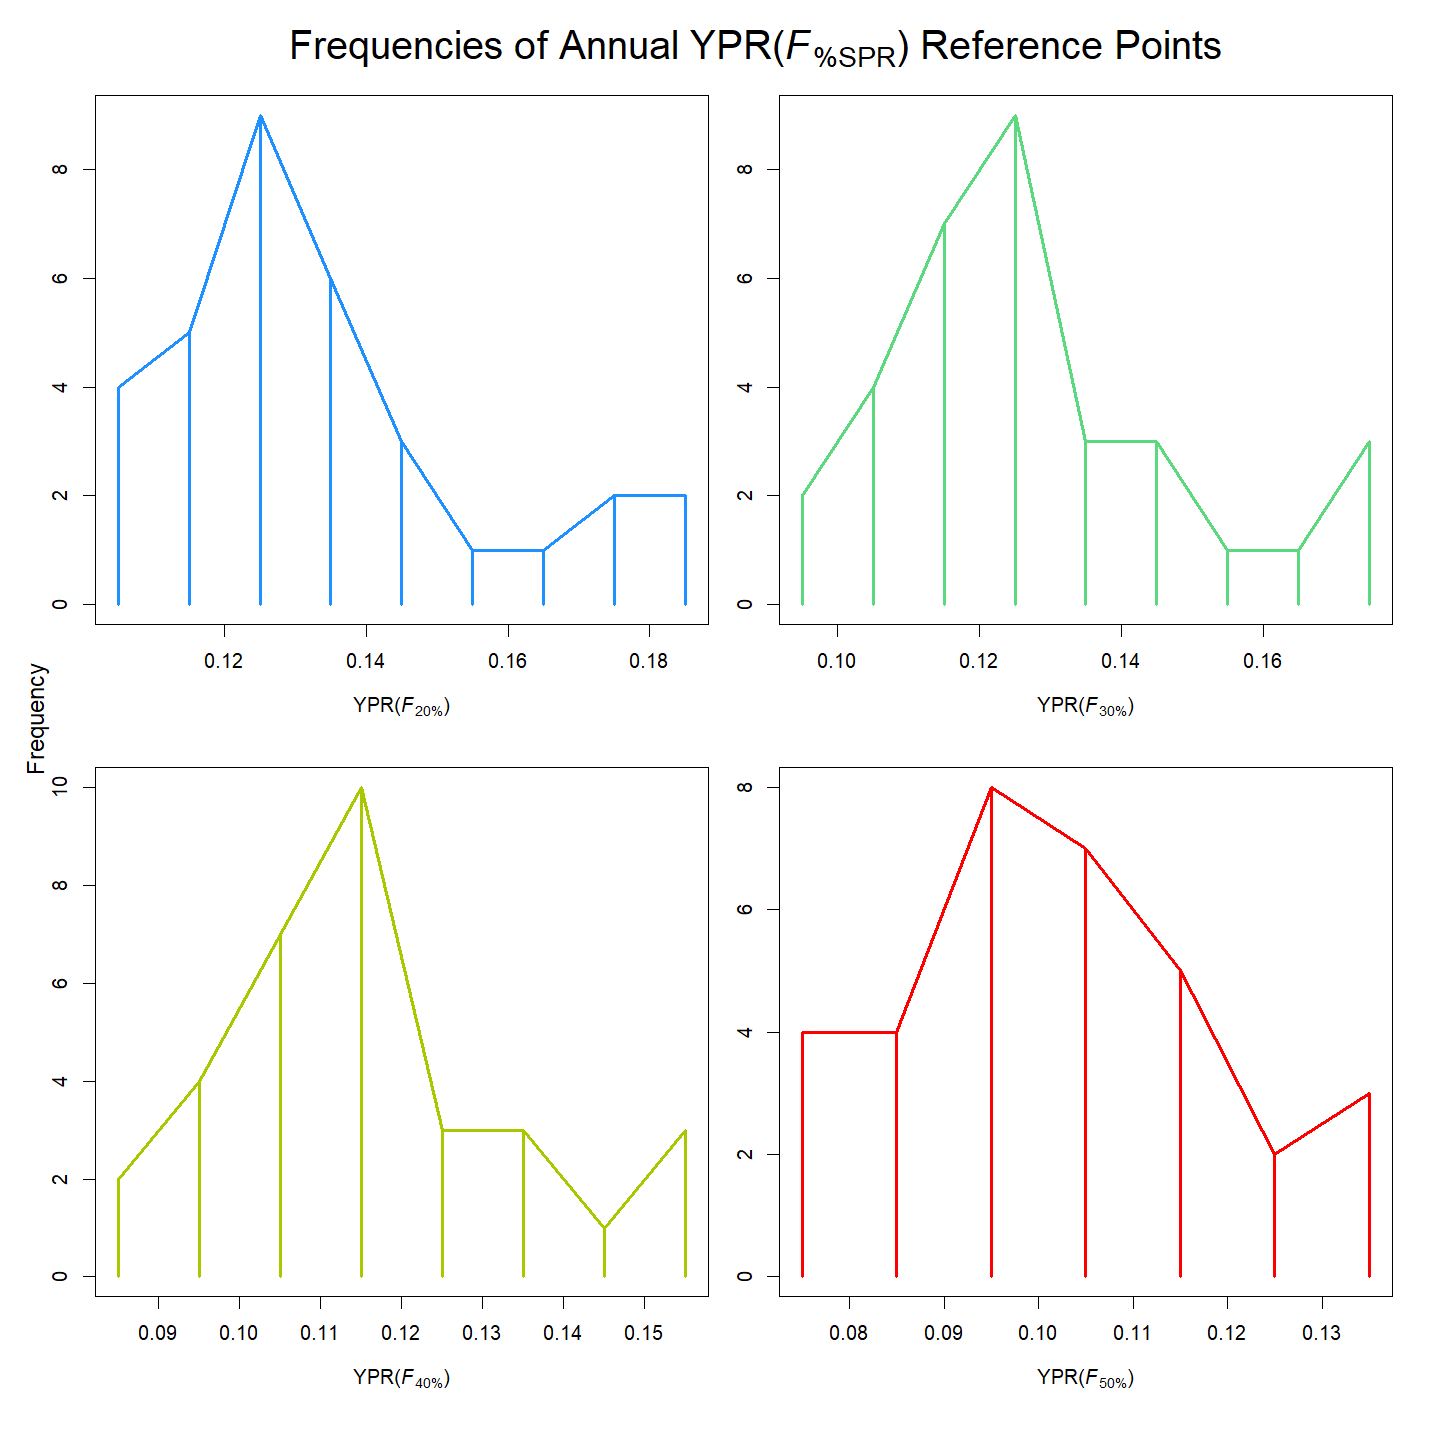 Frequencies of Annual YPR(F%SPR) Reference Points
8
6
4
2
0
0.12 0.14 0.16 0.18
YPR(F20%)
8
6
4
2
0
0.10 0.12 0.14 0.16
YPR(F30%)
Frequency
10
8
6
4
2
0
0.09 0.10 0.11 0.12 0.13 0.14 0.15
YPR(F40%)
8
6
4
2
0
0.08 0.09 0.10 0.11 0.12 0.13
YPR(F50%)